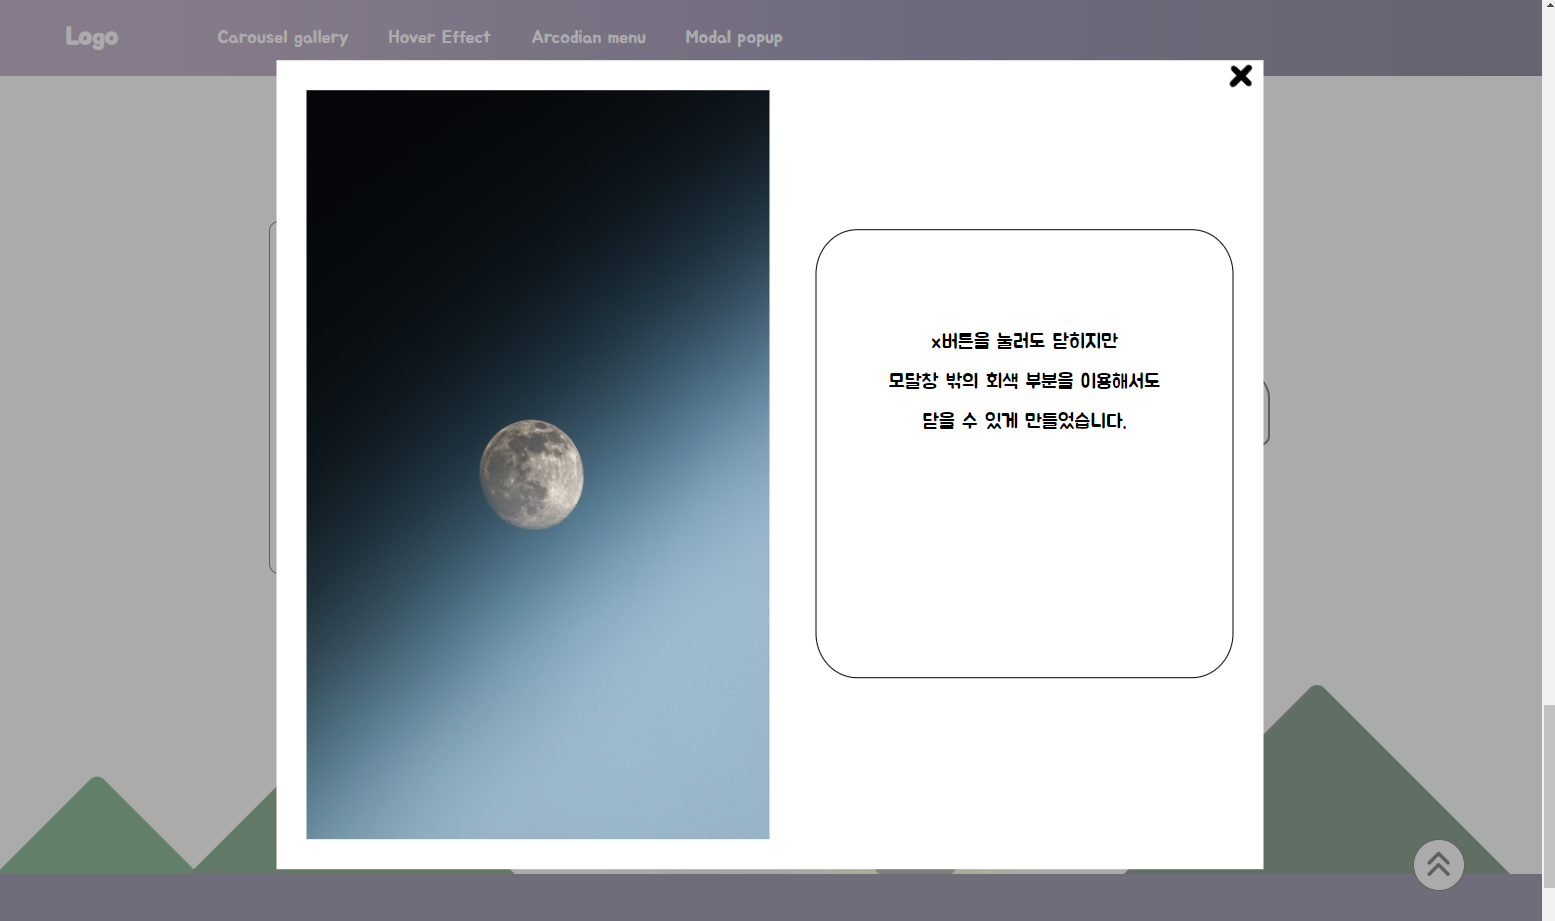 Logo
Carousel gallery
Hover Effect
Arcodian menu
Modal popup
x버튼을 눌러도 닫히지만
모달창 밖의 회색 부분을 이용해서도
닫을 수 있게 만들었습니다.